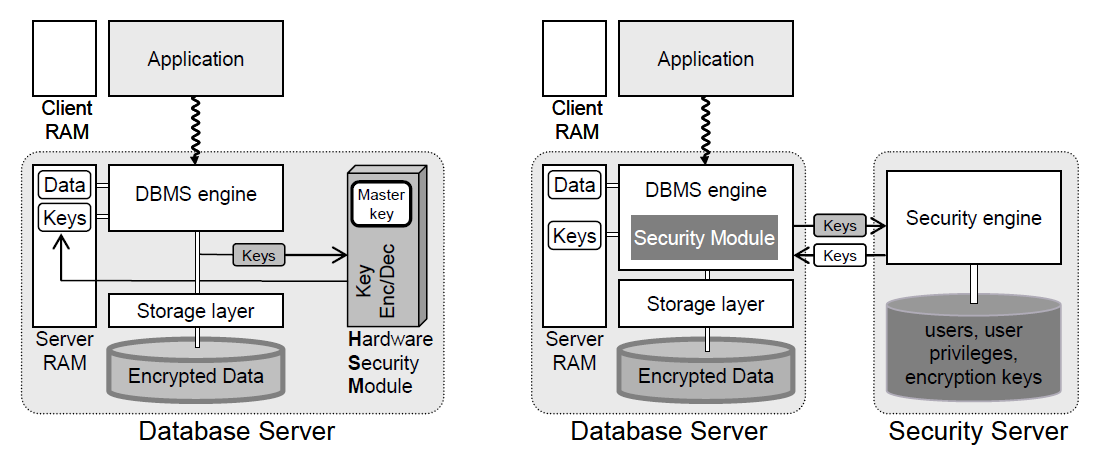 Application
Client
RAM
Data
Keys
DBMS engine
Master
key
Keys
Key
Enc/Dec
Storage layer
Server
RAM
Encrypted Data
Hardware
Security
Module
Database Server
Application
Client
RAM
Data
Keys
DBMS engine
Security Module
Keys
Keys
Security engine
Storage layer
Server
RAM
Encrypted Data
users, user
privileges,
encryption keys
Database Server
Security Server